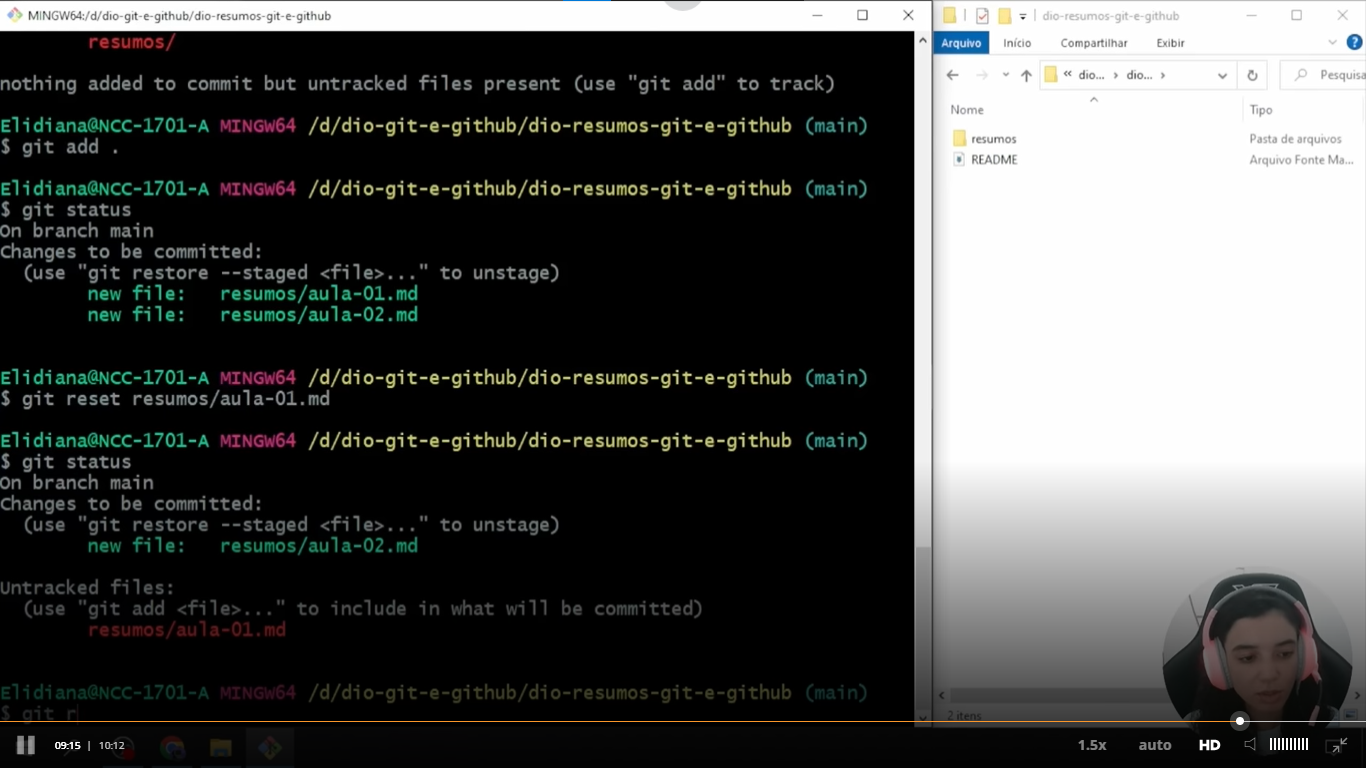 MINGW64:/d/dio-git-e-github/dio-resumos-git-e-github
resumos/
nothing added to commit but untracked files present (use "git add" to track)
Elidiana@NCC-1701-A MINGW64 /d/dio-git-e-github/dio-resumos-git-e-github (main)
$ git add .
Elidiana@NCC-1701-A MINGW64 /d/dio-git-e-github/dio-resumos-git-e-github (main)
$ git status
On branch main
Changes to be committed:
(use "git restore --staged <file>..." to unstage)
new file: resumos/aula-01.md
new file: resumos/aula-02.md
Elidiana@NCC-1701-A MINGW64 /d/dio-git-e-github/dio-resumos-git-e-github (main)
$ git reset resumos/aula-01.md
Elidiana@NCC-1701-A MINGW64 /d/dio-git-e-github/dio-resumos-git-e-github (main)
$ git status
On branch main
Changes to be committed:
(use "git restore --staged <file>..." to unstage)
new file: resumos/aula-02.md
Untracked files:
(use "git add <file>..." to include in what will be committed)
resumos/aula-01.md
Elidiana@NCC-1701-A MINGW64 /d/dio-git-e-github/dio-resumos-git-e-github (main)
$ git r
dio-resumos-git-e-github
Arquivo Início Compartilhar Exibir
« dio... › dio... › Pesquisa
Nome Tipo
resumos Pasta de arquivos
README Arquivo Fonte Ma...
2 itens
09:15 | 10:12 1.5x auto HD